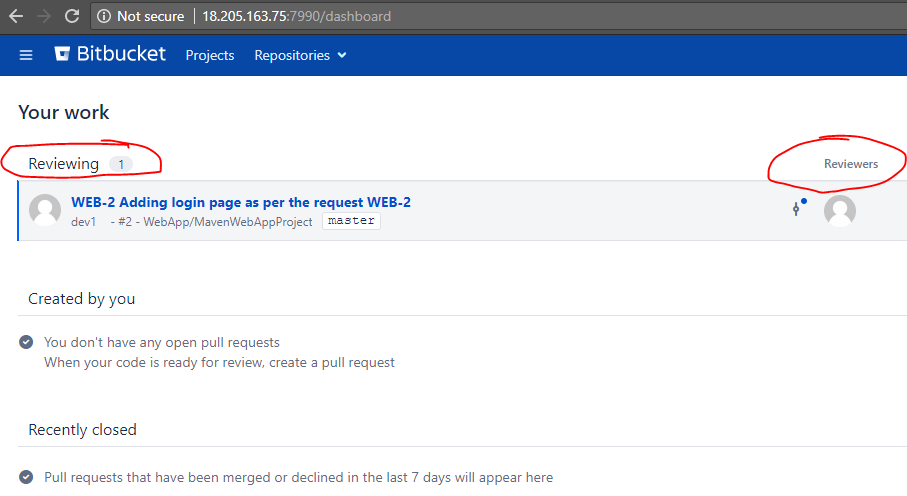 Not secure | 18.205.163.75:7990/dashboard
Bitbucket Projects Repositories
Your work
Reviewing 1 Reviewers
WEB-2 Adding login page as per the request WEB-2
dev1 - #2 - WebApp/MavenWebAppProject master
Created by you
You don't have any open pull requests
When your code is ready for review, create a pull request
Recently closed
Pull requests that have been merged or declined in the last 7 days will appear here